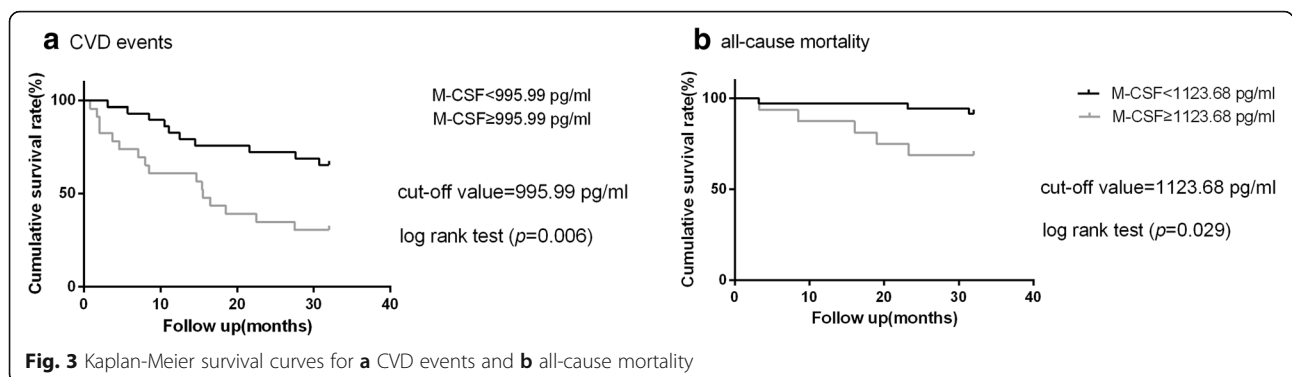 a CVD events
Cumulative survival rate(%)
100
50
0
0 10 20 30 40
Follow up(months)
M-CSF<995.99 pg/ml
M-CSF≥995.99 pg/ml
cut-off value=995.99 pg/ml
log rank test (p=0.006)
b all-cause mortality
Cumulative survival rate(%)
100
50
0
0 10 20 30 40
Follow up(months)
M-CSF<1123.68 pg/ml
M-CSF≥1123.68 pg/ml
cut-off value=1123.68 pg/ml
log rank test (p=0.029)
Fig. 3 Kaplan-Meier survival curves for a CVD events and b all-cause mortality